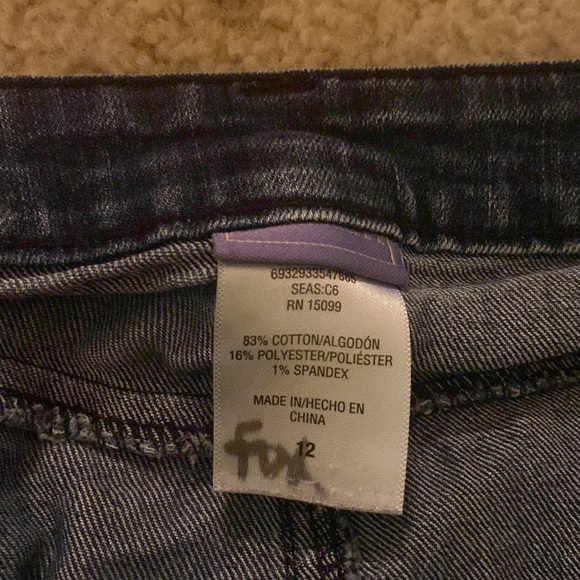 SEAS:C6
RN 15099
83% COTTON/ALGODÓN
16% POLYESTER/POLIÉSTER
1% SPANDEX
MADE IN/HECHO EN
CHINA
12